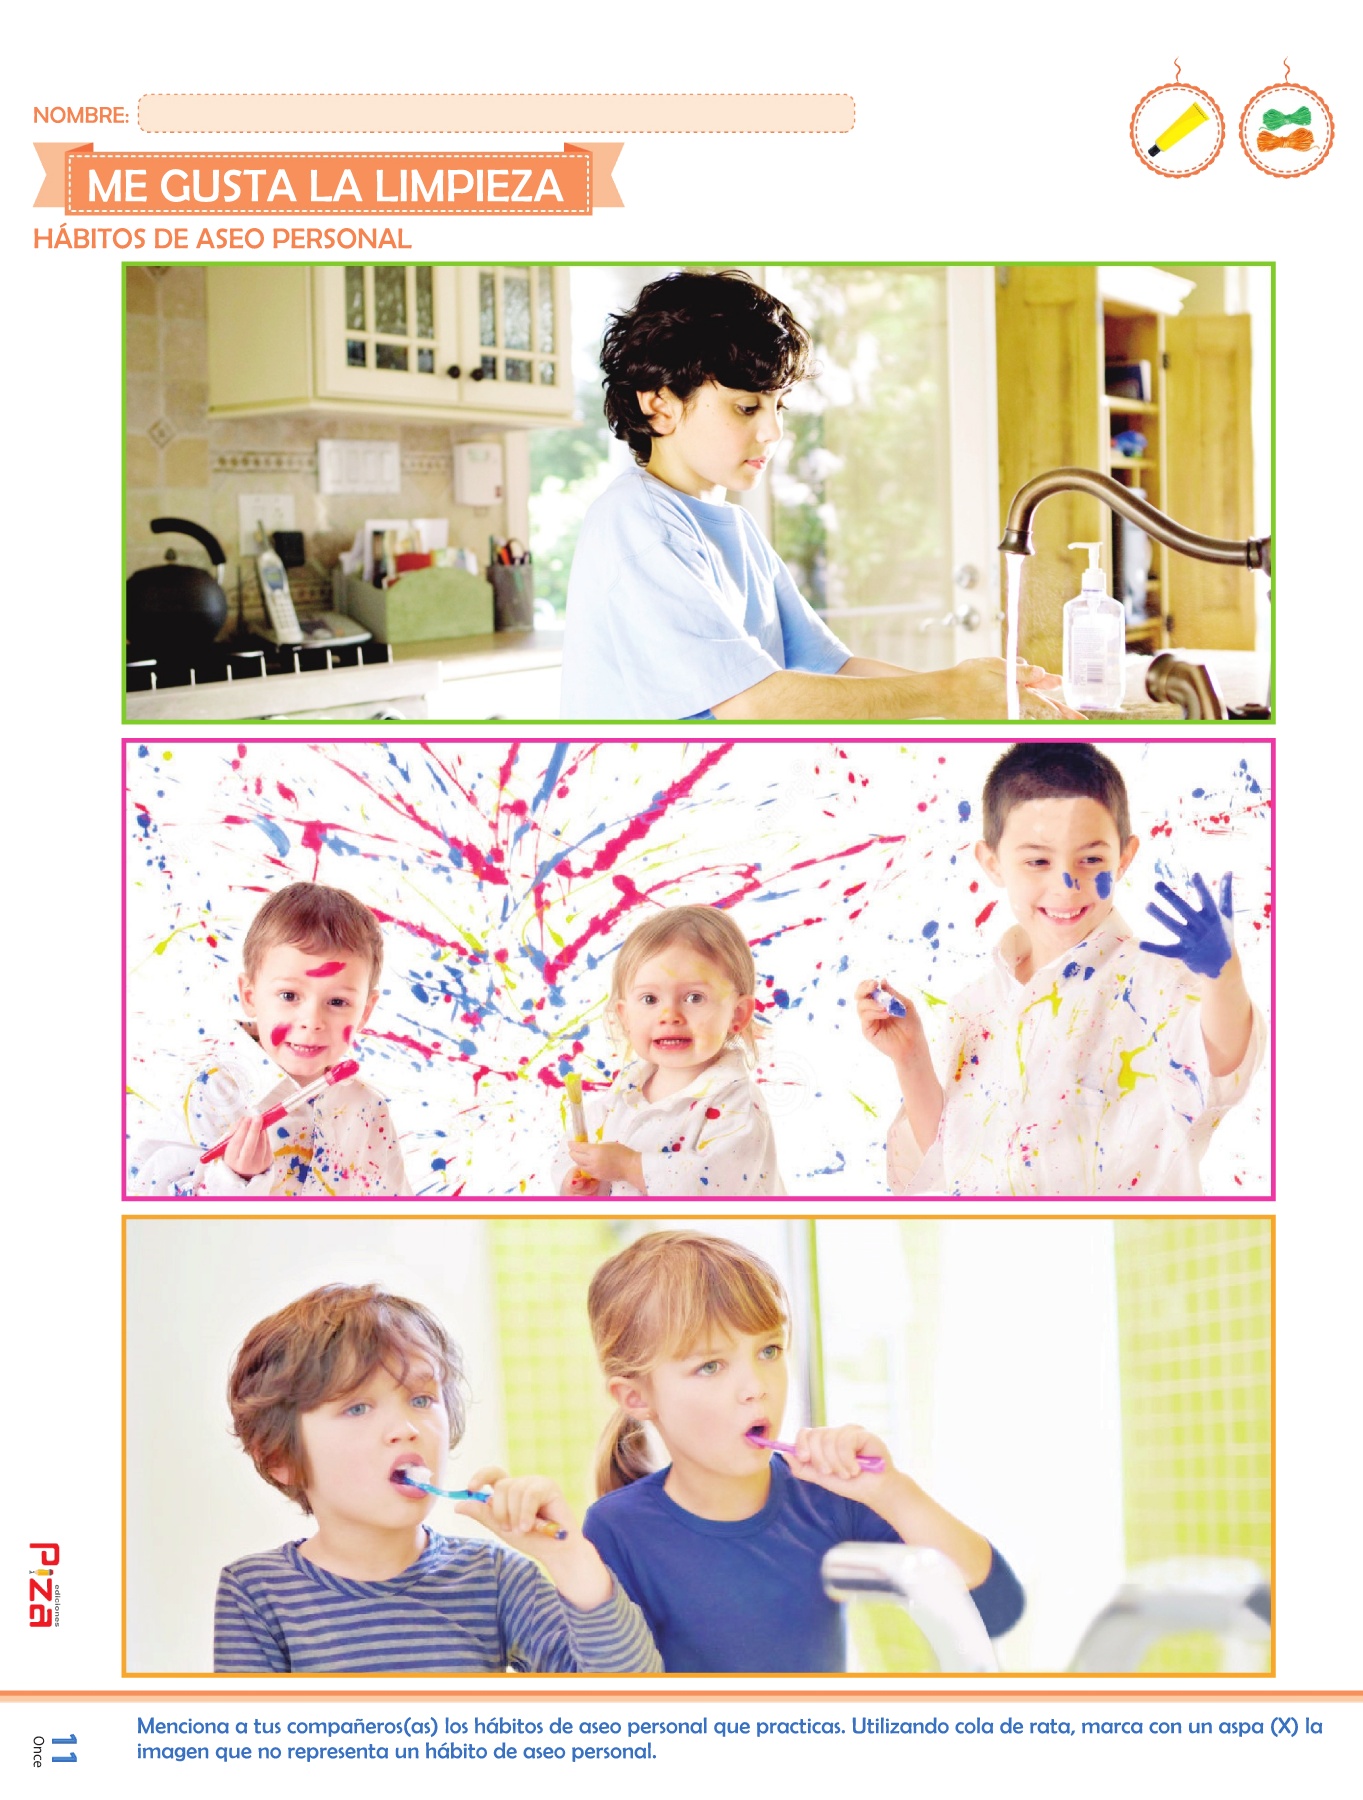 NOMBRE:
ME GUSTA LA LIMPIEZA
HÁBITOS DE ASEO PERSONAL
Piza
ediciones
11
Once
Menciona a tus compañeros(as) los hábitos de aseo personal que practicas. Utilizando cola de rata, marca con un aspa (X) la
imagen que no representa un hábito de aseo personal.